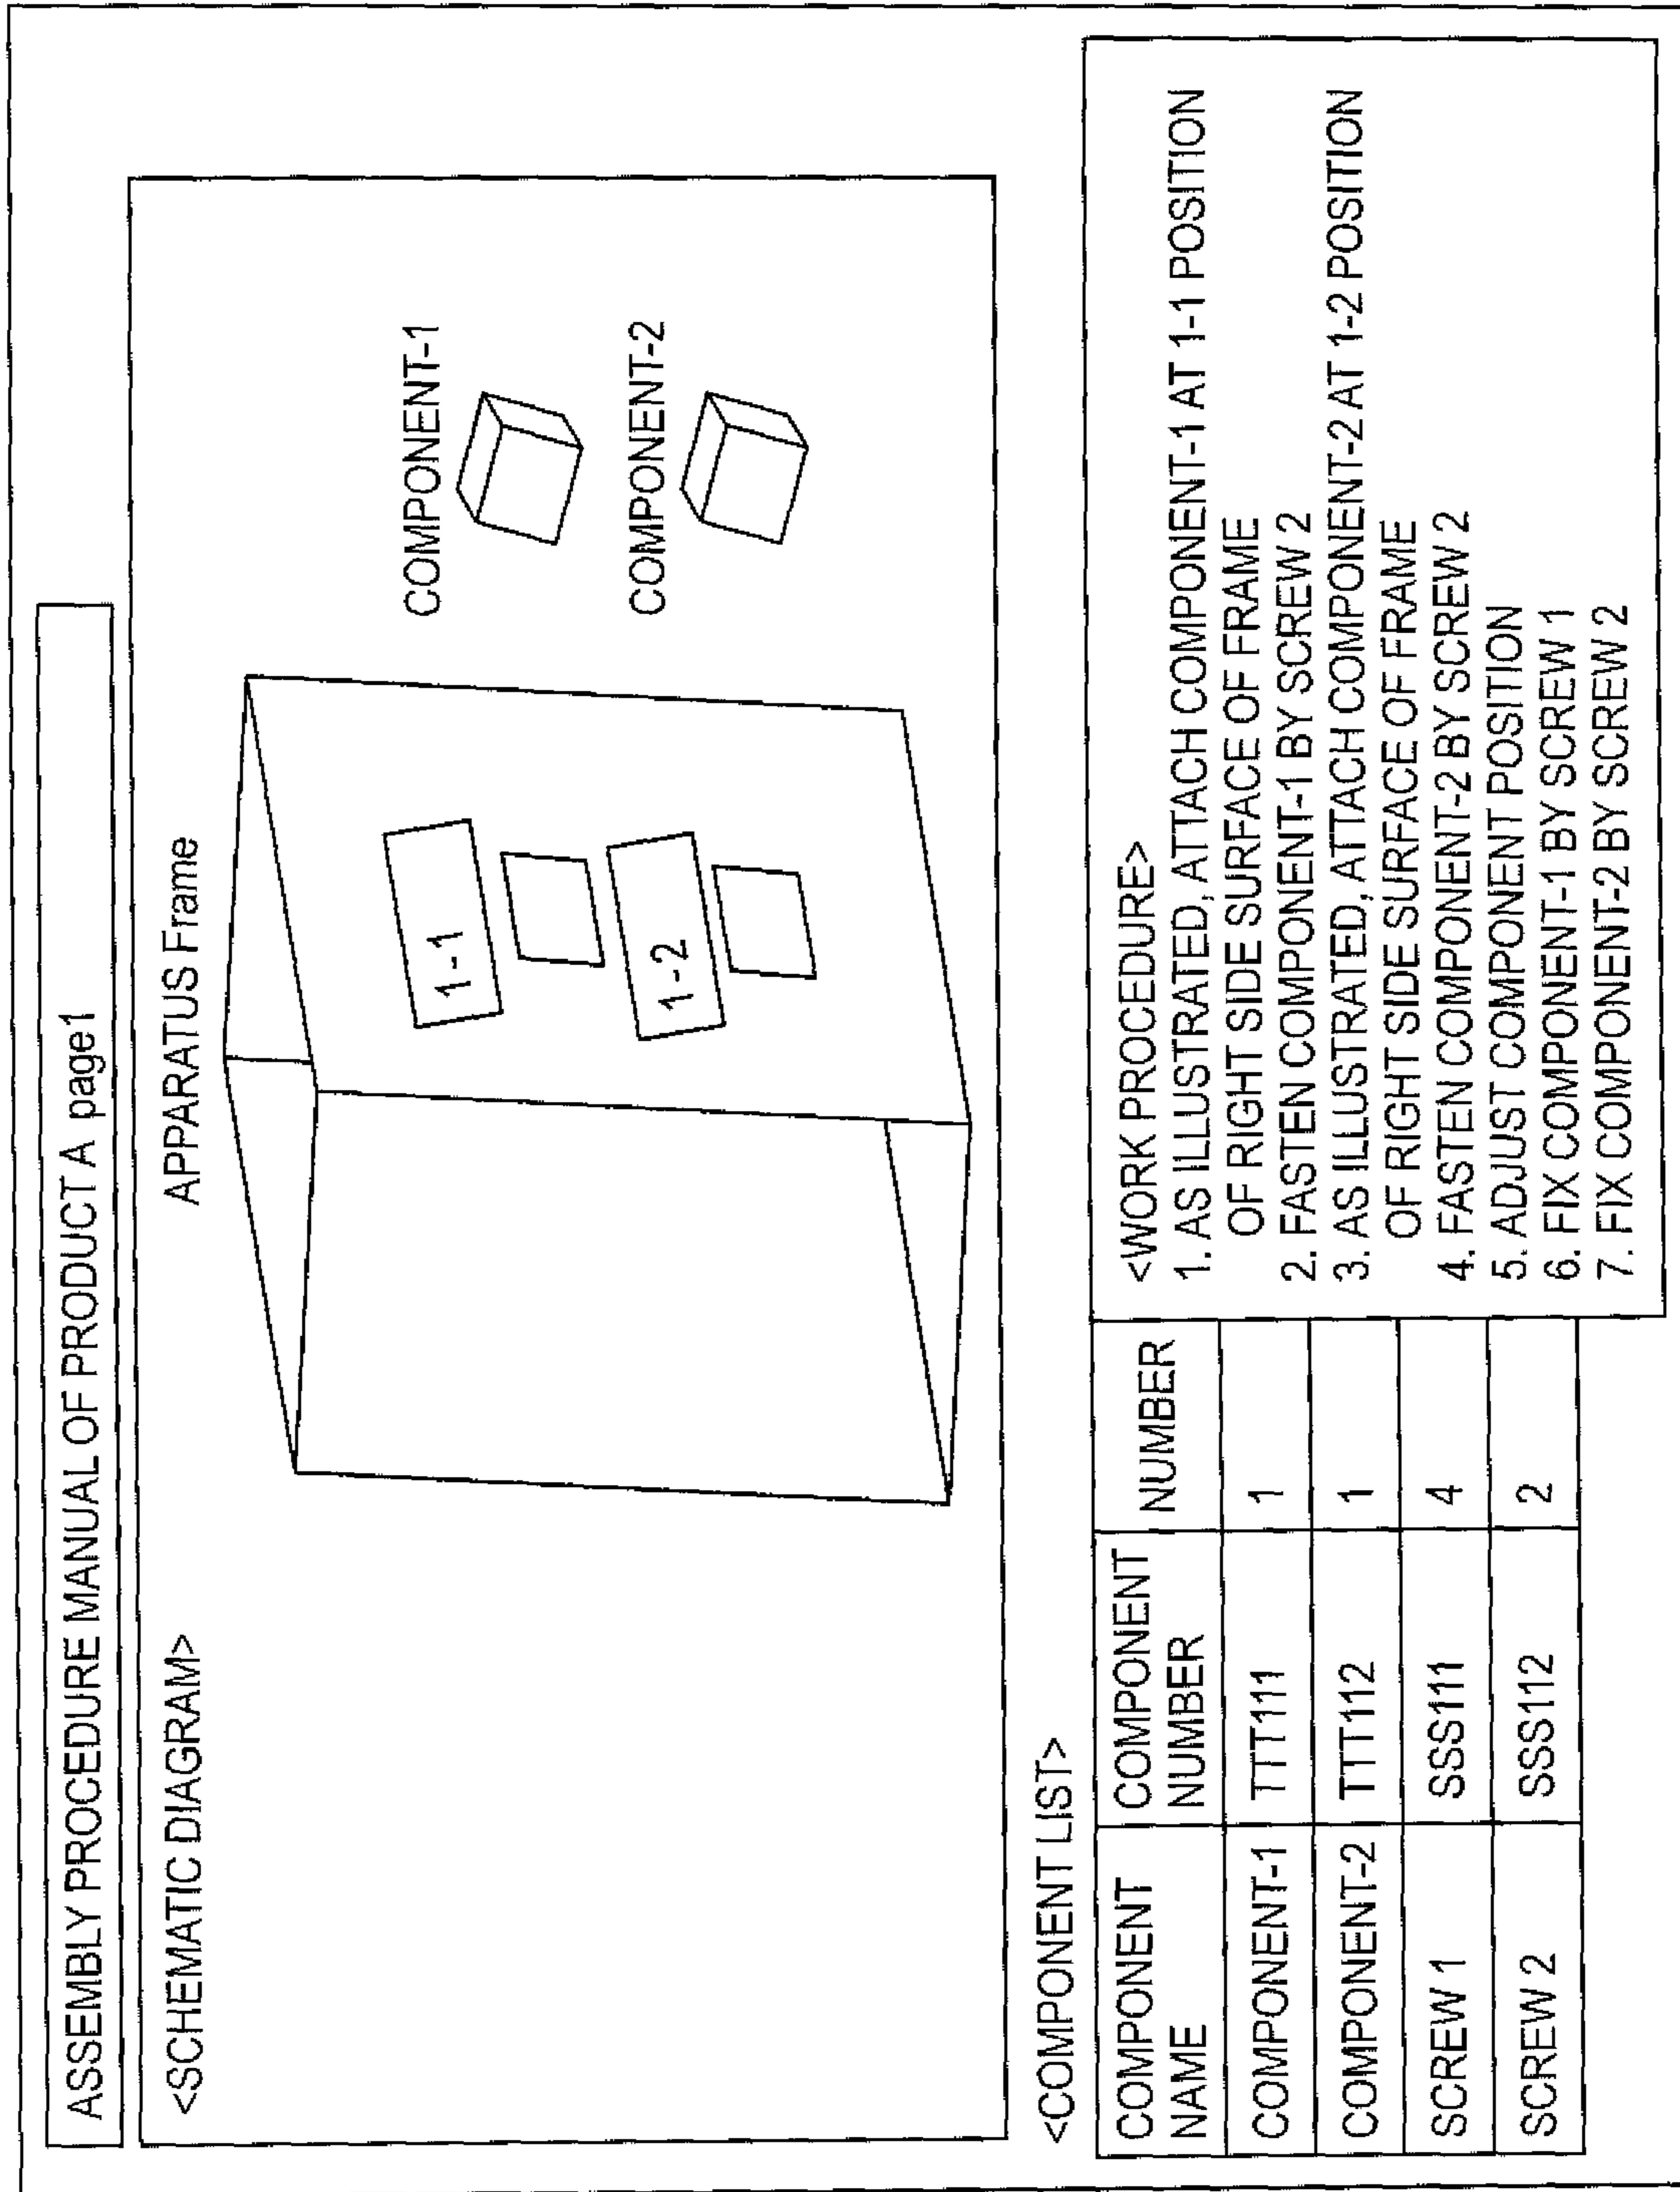 ASSEMBLY PROCEDURE MANUAL OF PRODUCT A page1
<SCHEMATIC DIAGRAM>
APPARATUS Frame
1-1
1-2
COMPONENT-1
COMPONENT-2
<COMPONENT LIST>
COMPONENT NAME COMPONENT NUMBER NUMBER
COMPONENT-1 TTT111 1
COMPONENT-2 TTT112 1
SCREW 1 SSS111 4
SCREW 2 SSS112 2
<WORK PROCEDURE>
1. AS ILLUSTRATED, ATTACH COMPONENT-1 AT 1-1 POSITION
OF RIGHT SIDE SURFACE OF FRAME
2. FASTEN COMPONENT-1 BY SCREW 2
3. AS ILLUSTRATED, ATTACH COMPONENT-2 AT 1-2 POSITION
OF RIGHT SIDE SURFACE OF FRAME
4. FASTEN COMPONENT-2 BY SCREW 2
5. ADJUST COMPONENT POSITION
6. FIX COMPONENT-1 BY SCREW 1
7. FIX COMPONENT-2 BY SCREW 2